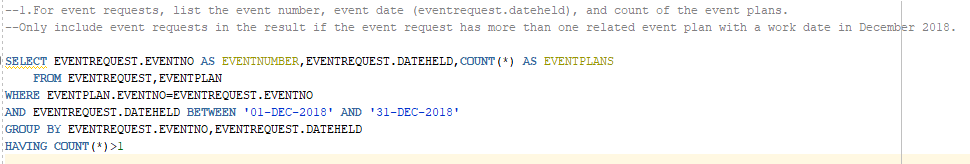 --1.For event requests, list the event number, event date (eventrequest.dateheld), and count of the event plans.
--Only include event requests in the result if the event request has more than one related event plan with a work date in December 2018.
SELECT EVENTREQUEST.EVENTNO AS EVENTNUMBER,EVENTREQUEST.DATEHELD,COUNT(*) AS EVENTPLANS
FROM EVENTREQUEST,EVENTPLAN
WHERE EVENTPLAN.EVENTNO=EVENTREQUEST.EVENTNO
AND EVENTREQUEST.DATEHELD BETWEEN '01-DEC-2018' AND '31-DEC-2018'
GROUP BY EVENTREQUEST.EVENTNO,EVENTREQUEST.DATEHELD
HAVING COUNT(*)>1